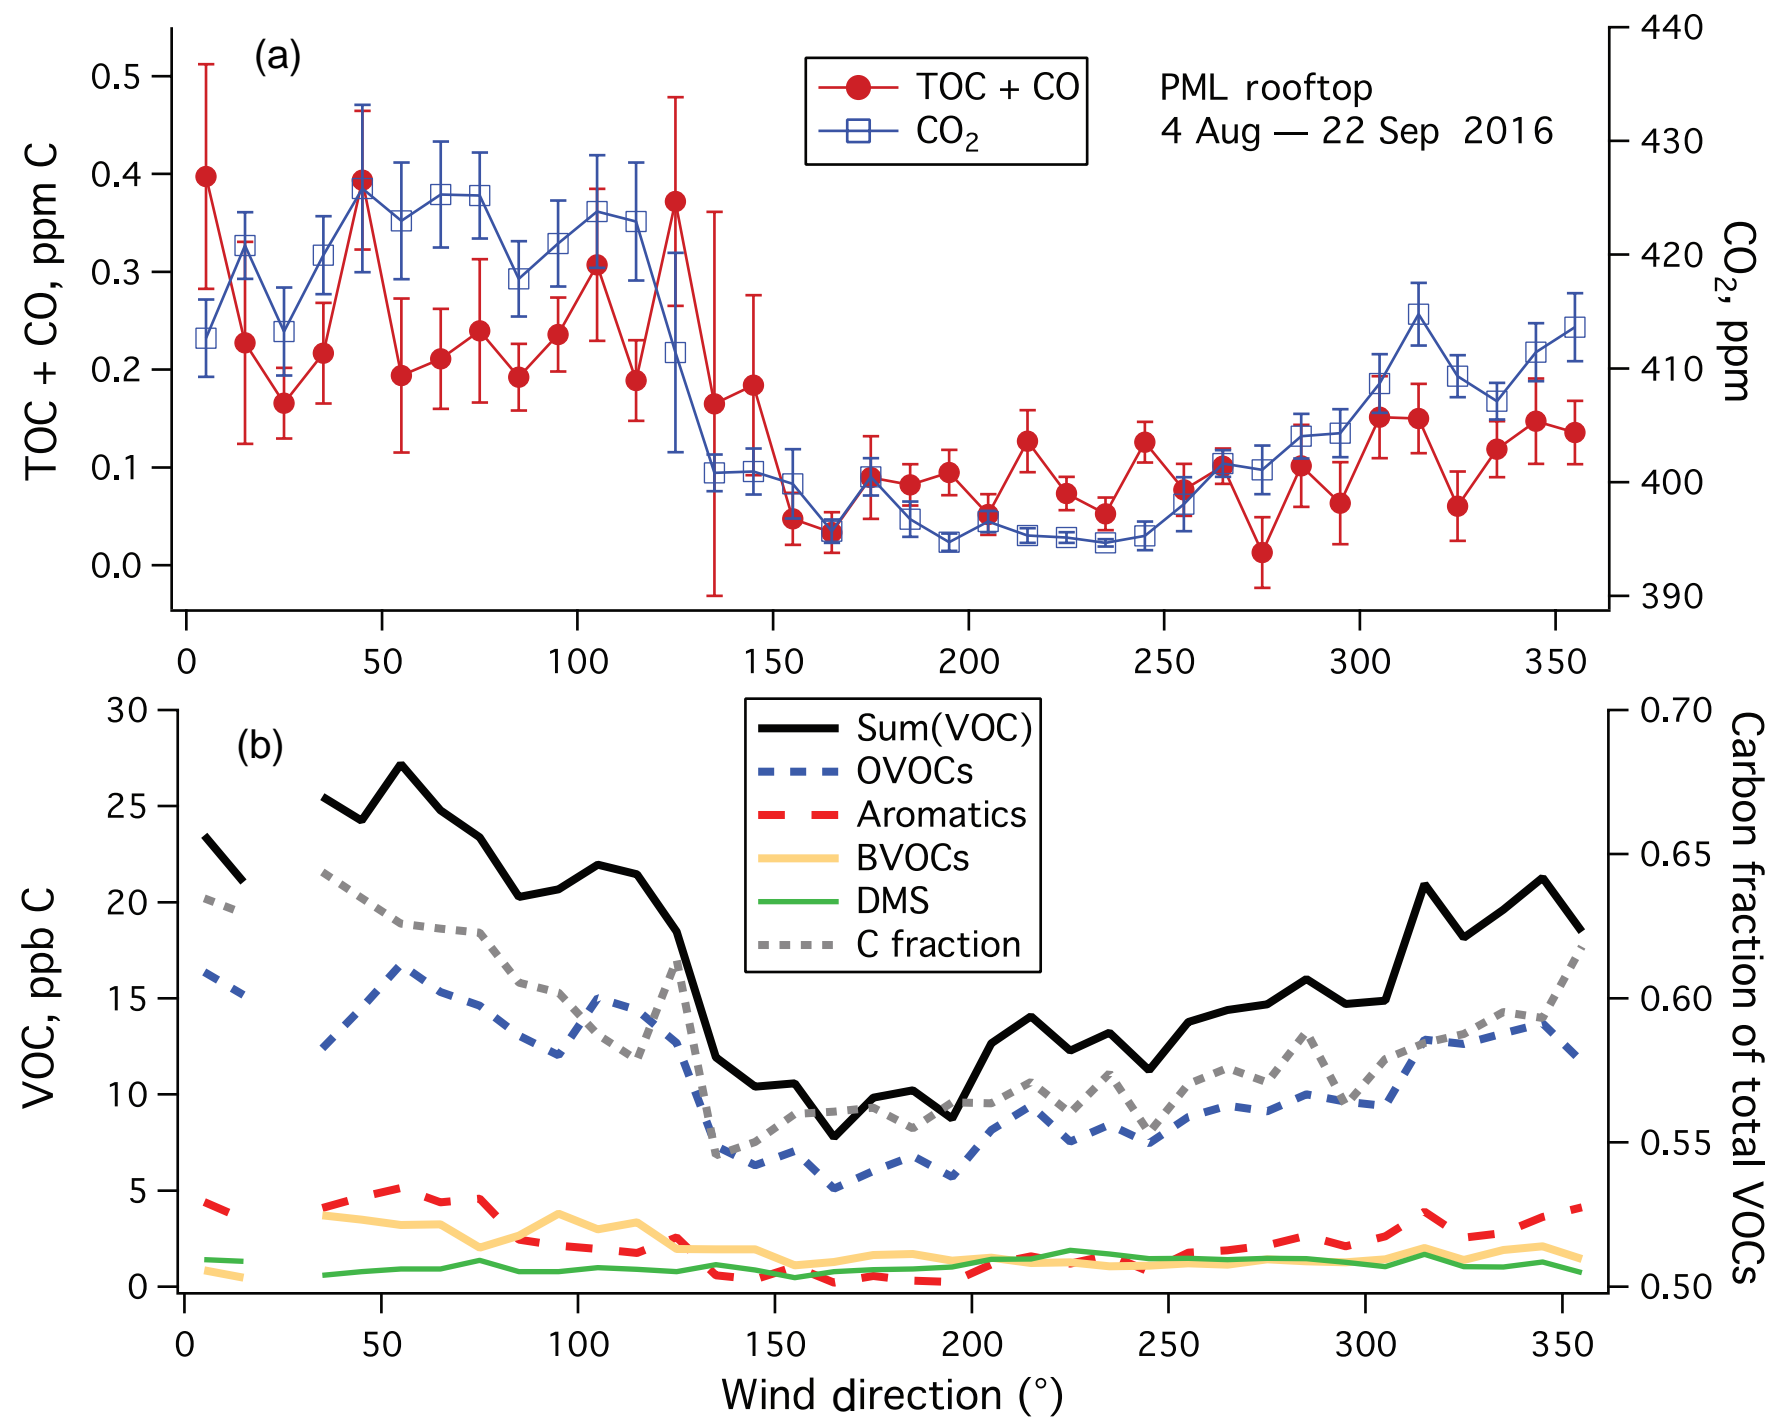 (a)
TOC + CO
CO₂
PML rooftop
4 Aug — 22 Sep 2016
TOC + CO, ppm C
0.5
0.4
0.3
0.2
0.1
0.0
CO₂, ppm
440
430
420
410
400
390
0 50 100 150 200 250 300 350
(b)
Sum(VOC)
OVOCs
Aromatics
BVOCs
DMS
C fraction
VOC, ppb C
30
25
20
15
10
5
0
Carbon fraction of total VOCs
0.70
0.65
0.60
0.55
0.50
0 50 100 150 200 250 300 350
Wind direction (°)